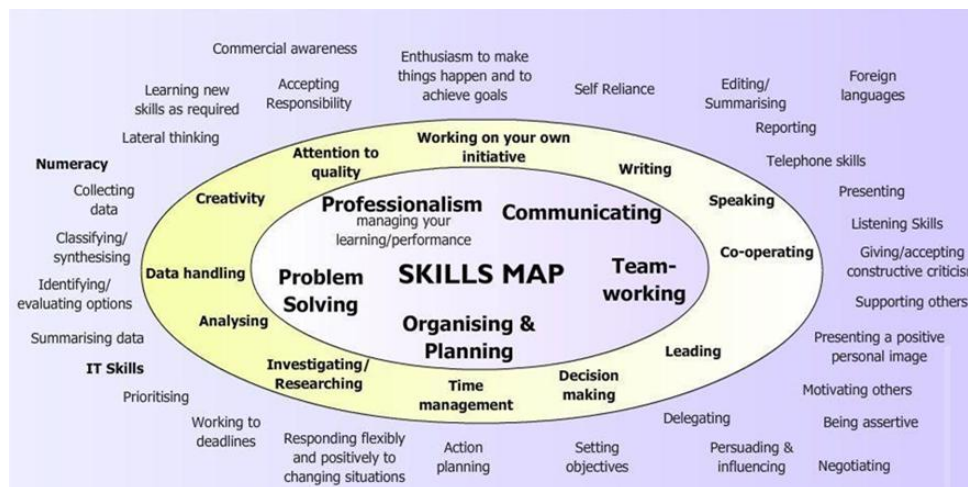 Commercial awareness
Enthusiasm to make
things happen and to
achieve goals
Learning new
skills as required
Accepting
Responsibility
Self Reliance
Editing/
Summarising
Foreign
languages
Lateral thinking
Reporting
Numeracy
Telephone skills
Collecting
data
Presenting
Classifying/
synthesising
Listening Skills
Identifying/
evaluating options
Giving/accepting
constructive criticism
Summarising data
Supporting others
IT Skills
Presenting a positive
personal image
Prioritising
Motivating others
Working to
deadlines
Responding flexibly
and positively to
changing situations
Action
planning
Setting
objectives
Delegating
Persuading &
influencing
Being assertive
Negotiating
Working on your own
initiative
Attention to
quality
Writing
Creativity
Speaking
Data handling
Co-operating
Analysing
Leading
Investigating/
Researching
Time
management
Decision
making
Professionalism
managing your
learning/performance
Communicating
Problem
Solving
SKILLS MAP
Team-
working
Organising &
Planning